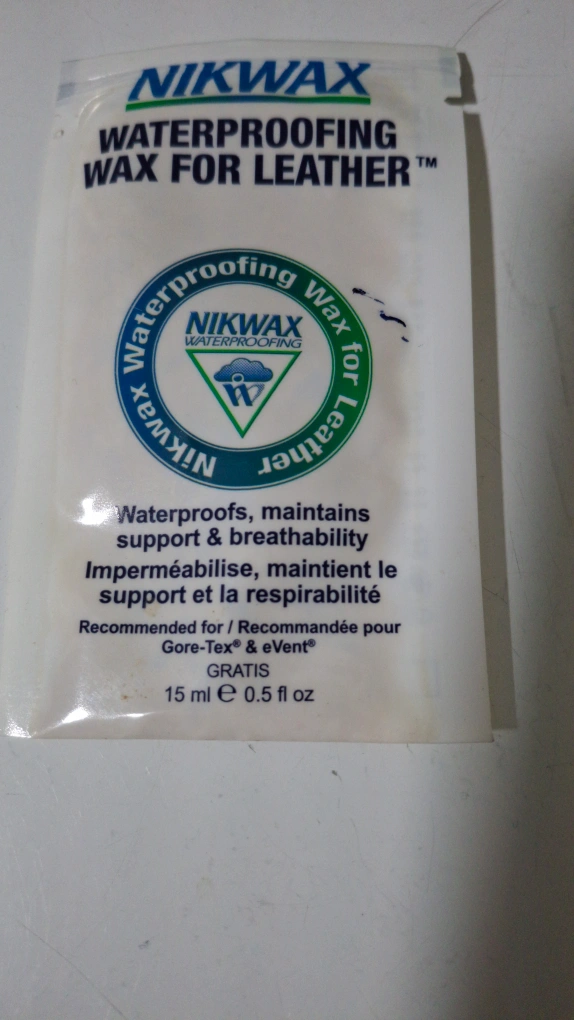 NIKWAX
WATERPROOFING
WAX FOR LEATHER™
Nikwax Waterproofing Wax for Leather
NIKWAX
WATERPROOFING
Waterproofs, maintains
support & breathability
Imperméabilise, maintient le
support et la respirabilité
Recommended for / Recommandée pour
Gore-Tex® & eVent®
GRATIS
15 ml ℮ 0.5 fl oz